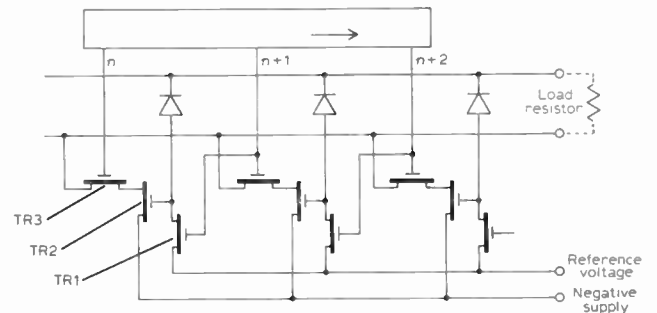 n
n+1
n+2
Load
resistor
TR3
TR2
TR1
Reference
voltage
Negative
supply